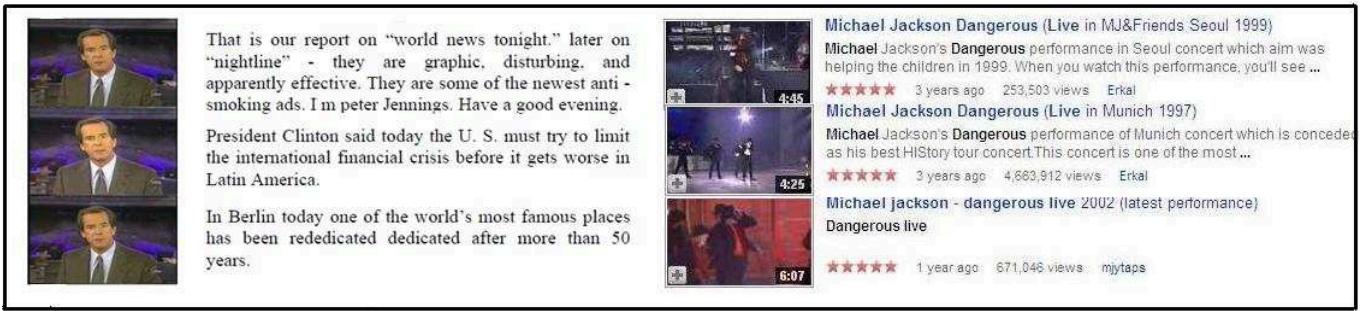 That is our report on “world news tonight.” later on
“nightline” - they are graphic, disturbing, and
apparently effective. They are some of the newest anti -
smoking ads. I m peter Jennings. Have a good evening.
President Clinton said today the U. S. must try to limit
the international financial crisis before it gets worse in
Latin America.
In Berlin today one of the world’s most famous places
has been rededicated dedicated after more than 50
years.
4:45
Michael Jackson Dangerous (Live in MJ&Friends Seoul 1999)
Michael Jackson's Dangerous performance in Seoul concert which aim was
helping the children in 1999. When you watch this performance, you'll see ...
3 years ago 253,503 views Erkal
4:25
Michael Jackson Dangerous (Live in Munich 1997)
Michael Jackson's Dangerous performance of Munich concert which is conceded
as his best HIStory tour concert.This concert is one of the most ...
3 years ago 4,663,912 views Erkal
6:07
Michael jackson - dangerous live 2002 (latest performance)
Dangerous live
1 year ago 671,046 views mjytaps